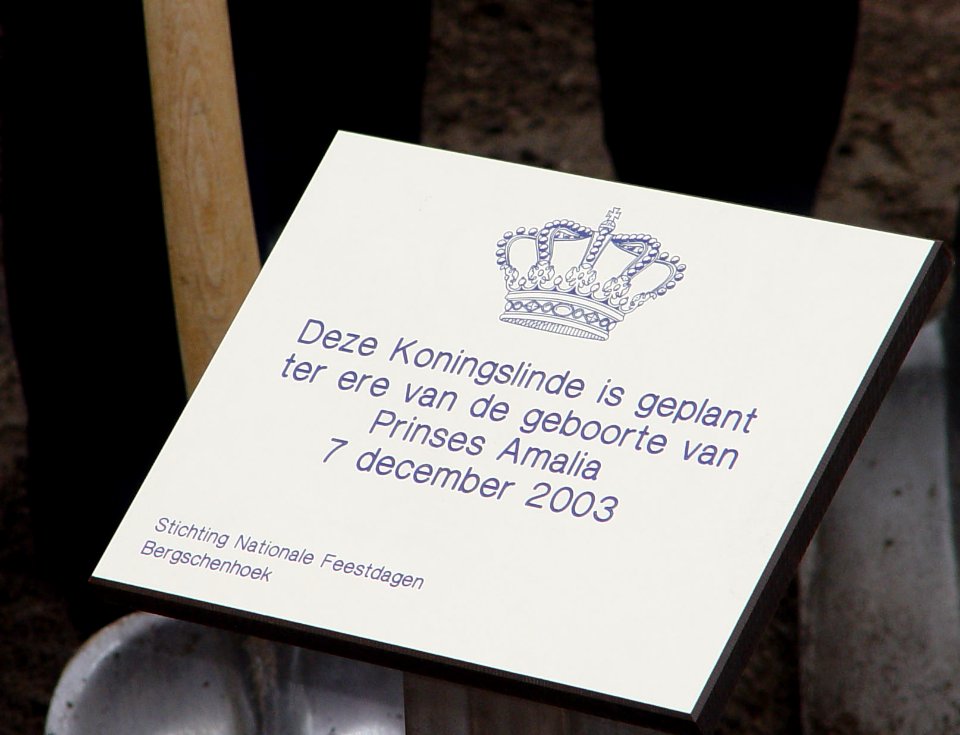 Deze Koningslinde is geplant
ter ere van de geboorte van
Prinses Amalia
7 december 2003
Stichting Nationale Feestdagen
Bergschenhoek